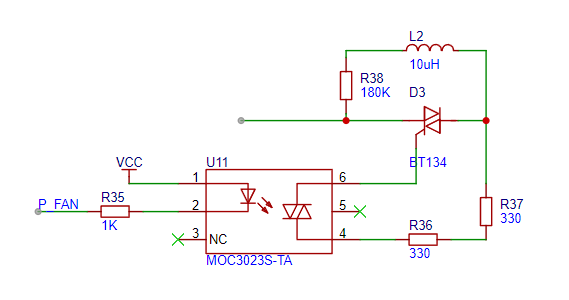 L2
10uH
R38
180K
D3
BT134
VCC
U11
1
6
P_FAN
R35
1K
2
5
3
NC
4
MOC3023S-TA
R36
330
R37
330